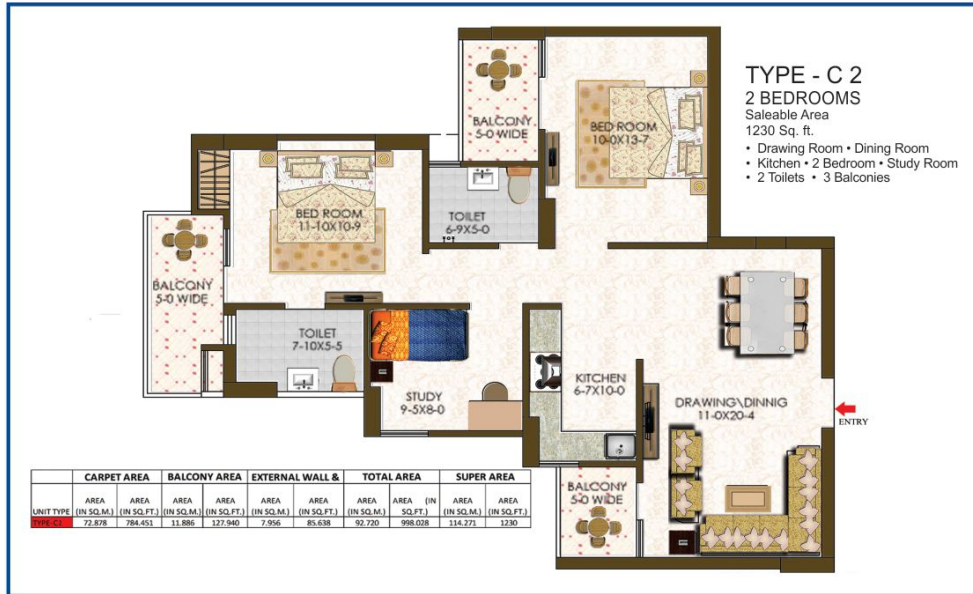 TYPE - C 2
2 BEDROOMS
Saleable Area
1230 Sq. ft.
• Drawing Room • Dining Room
• Kitchen • 2 Bedroom • Study Room
• 2 Toilets • 3 Balconies
BALCONY
5-0 WIDE
BED ROOM
10-0X13-7
BED ROOM
11-10X10-9
TOILET
6-9X5-0
BALCONY
5-0 WIDE
TOILET
7-10X5-5
STUDY
9-5X8-0
KITCHEN
6-7X10-0
DRAWING\DINNIG
11-0X20-4
ENTRY
BALCONY
5-0 WIDE
CARPET AREA BALCONY AREA EXTERNAL WALL & TOTAL AREA SUPER AREA
UNIT TYPE AREA (IN SQ.M.) AREA (IN SQ.FT.) AREA (IN SQ.M.) AREA (IN SQ.FT.) AREA (IN SQ.M.) AREA (IN SQ.FT.) AREA (IN SQ.M.) AREA (IN SQ.FT.) AREA (IN SQ.M.) AREA (IN SQ.FT.)
TYPE-C2 72.878 784.451 11.886 127.940 7.956 85.638 92.720 998.028 114.271 1230